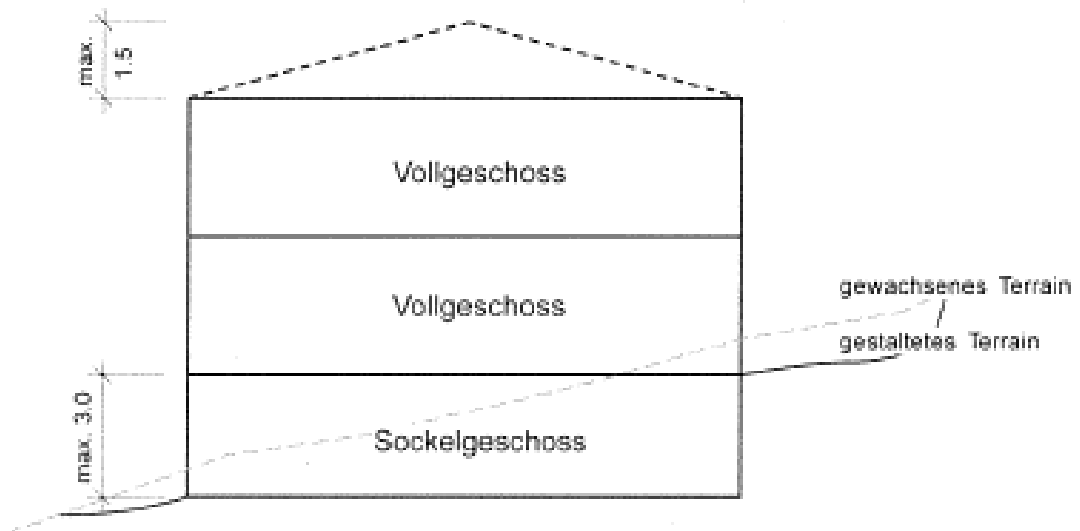 max.
1.5
Vollgeschoss
Vollgeschoss
gewachsenes Terrain
gestaltetes Terrain
max. 3.0
Sockelgeschoss